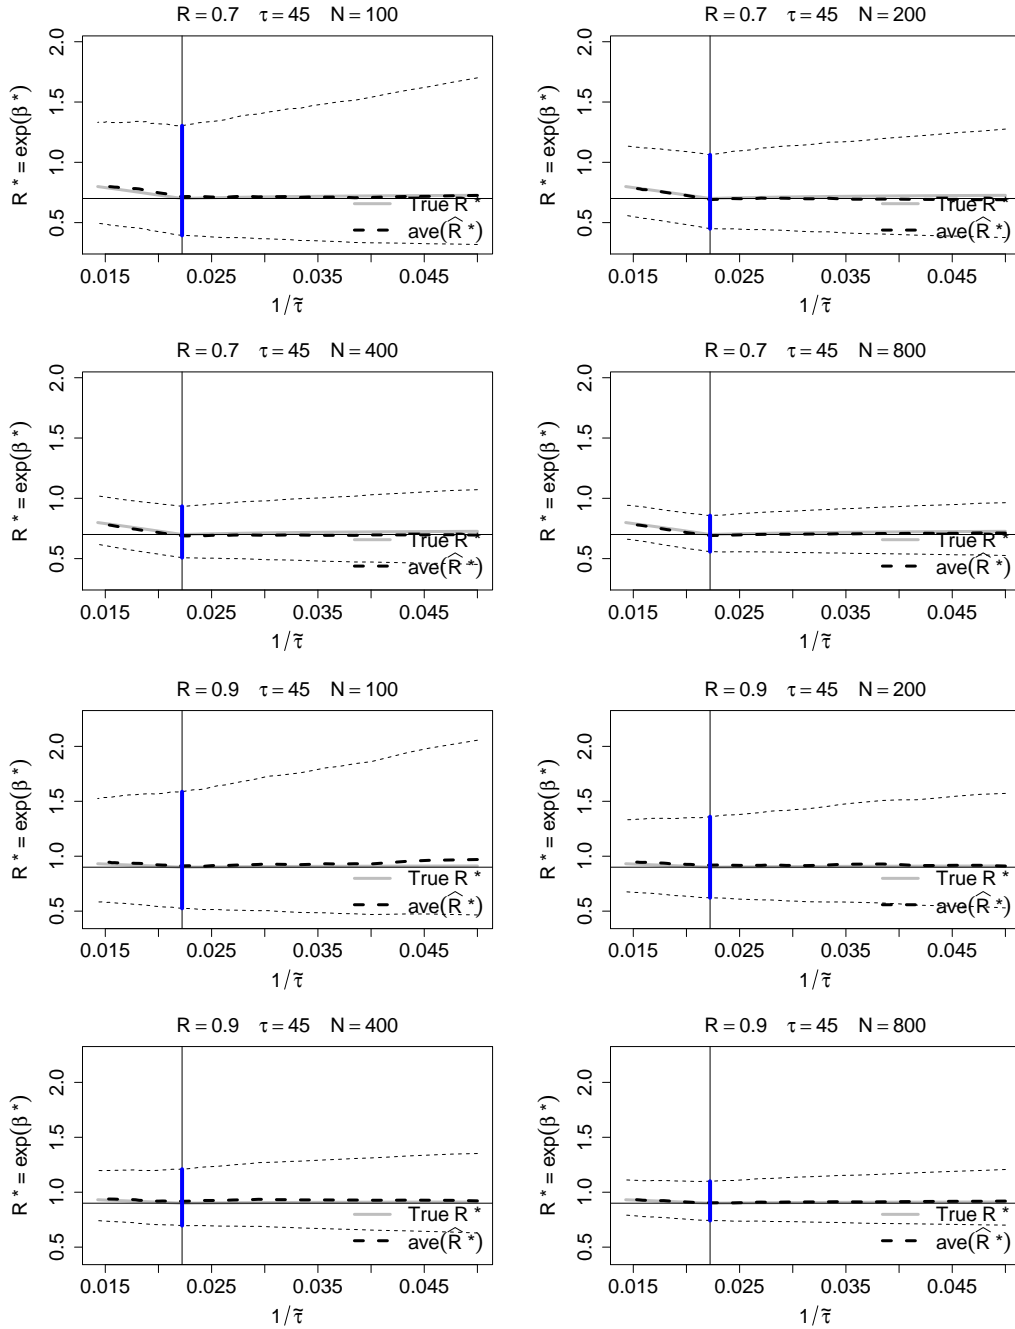 R = 0.7 τ = 45 N = 100
R * = exp(β *)
2.0
1.5
1.0
0.5
True R *
ave(R̂ *)
0.015 0.025 0.035 0.045
1/τ̃
R = 0.7 τ = 45 N = 200
R * = exp(β *)
2.0
1.5
1.0
0.5
True R *
ave(R̂ *)
0.015 0.025 0.035 0.045
1/τ̃
R = 0.7 τ = 45 N = 400
R * = exp(β *)
2.0
1.5
1.0
0.5
True R *
ave(R̂ *)
0.015 0.025 0.035 0.045
1/τ̃
R = 0.7 τ = 45 N = 800
R * = exp(β *)
2.0
1.5
1.0
0.5
True R *
ave(R̂ *)
0.015 0.025 0.035 0.045
1/τ̃
R = 0.9 τ = 45 N = 100
R * = exp(β *)
2.0
1.5
1.0
0.5
True R *
ave(R̂ *)
0.015 0.025 0.035 0.045
1/τ̃
R = 0.9 τ = 45 N = 200
R * = exp(β *)
2.0
1.5
1.0
0.5
True R *
ave(R̂ *)
0.015 0.025 0.035 0.045
1/τ̃
R = 0.9 τ = 45 N = 400
R * = exp(β *)
2.0
1.5
1.0
0.5
True R *
ave(R̂ *)
0.015 0.025 0.035 0.045
1/τ̃
R = 0.9 τ = 45 N = 800
R * = exp(β *)
2.0
1.5
1.0
0.5
True R *
ave(R̂ *)
0.015 0.025 0.035 0.045
1/τ̃